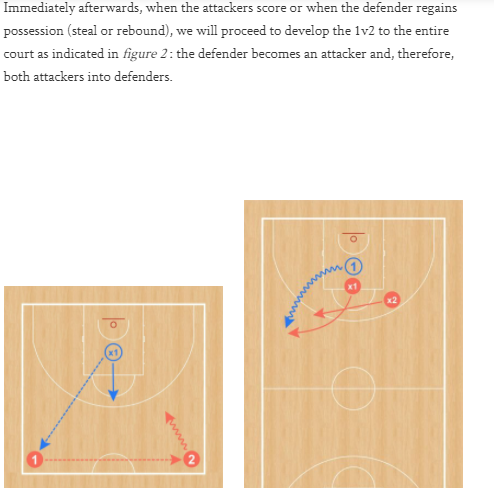 Immediately afterwards, when the attackers score or when the defender regains
possession (steal or rebound), we will proceed to develop the 1v2 to the entire
court as indicated in figure 2: the defender becomes an attacker and, therefore,
both attackers into defenders.
1
x1
x2
x1
1
2